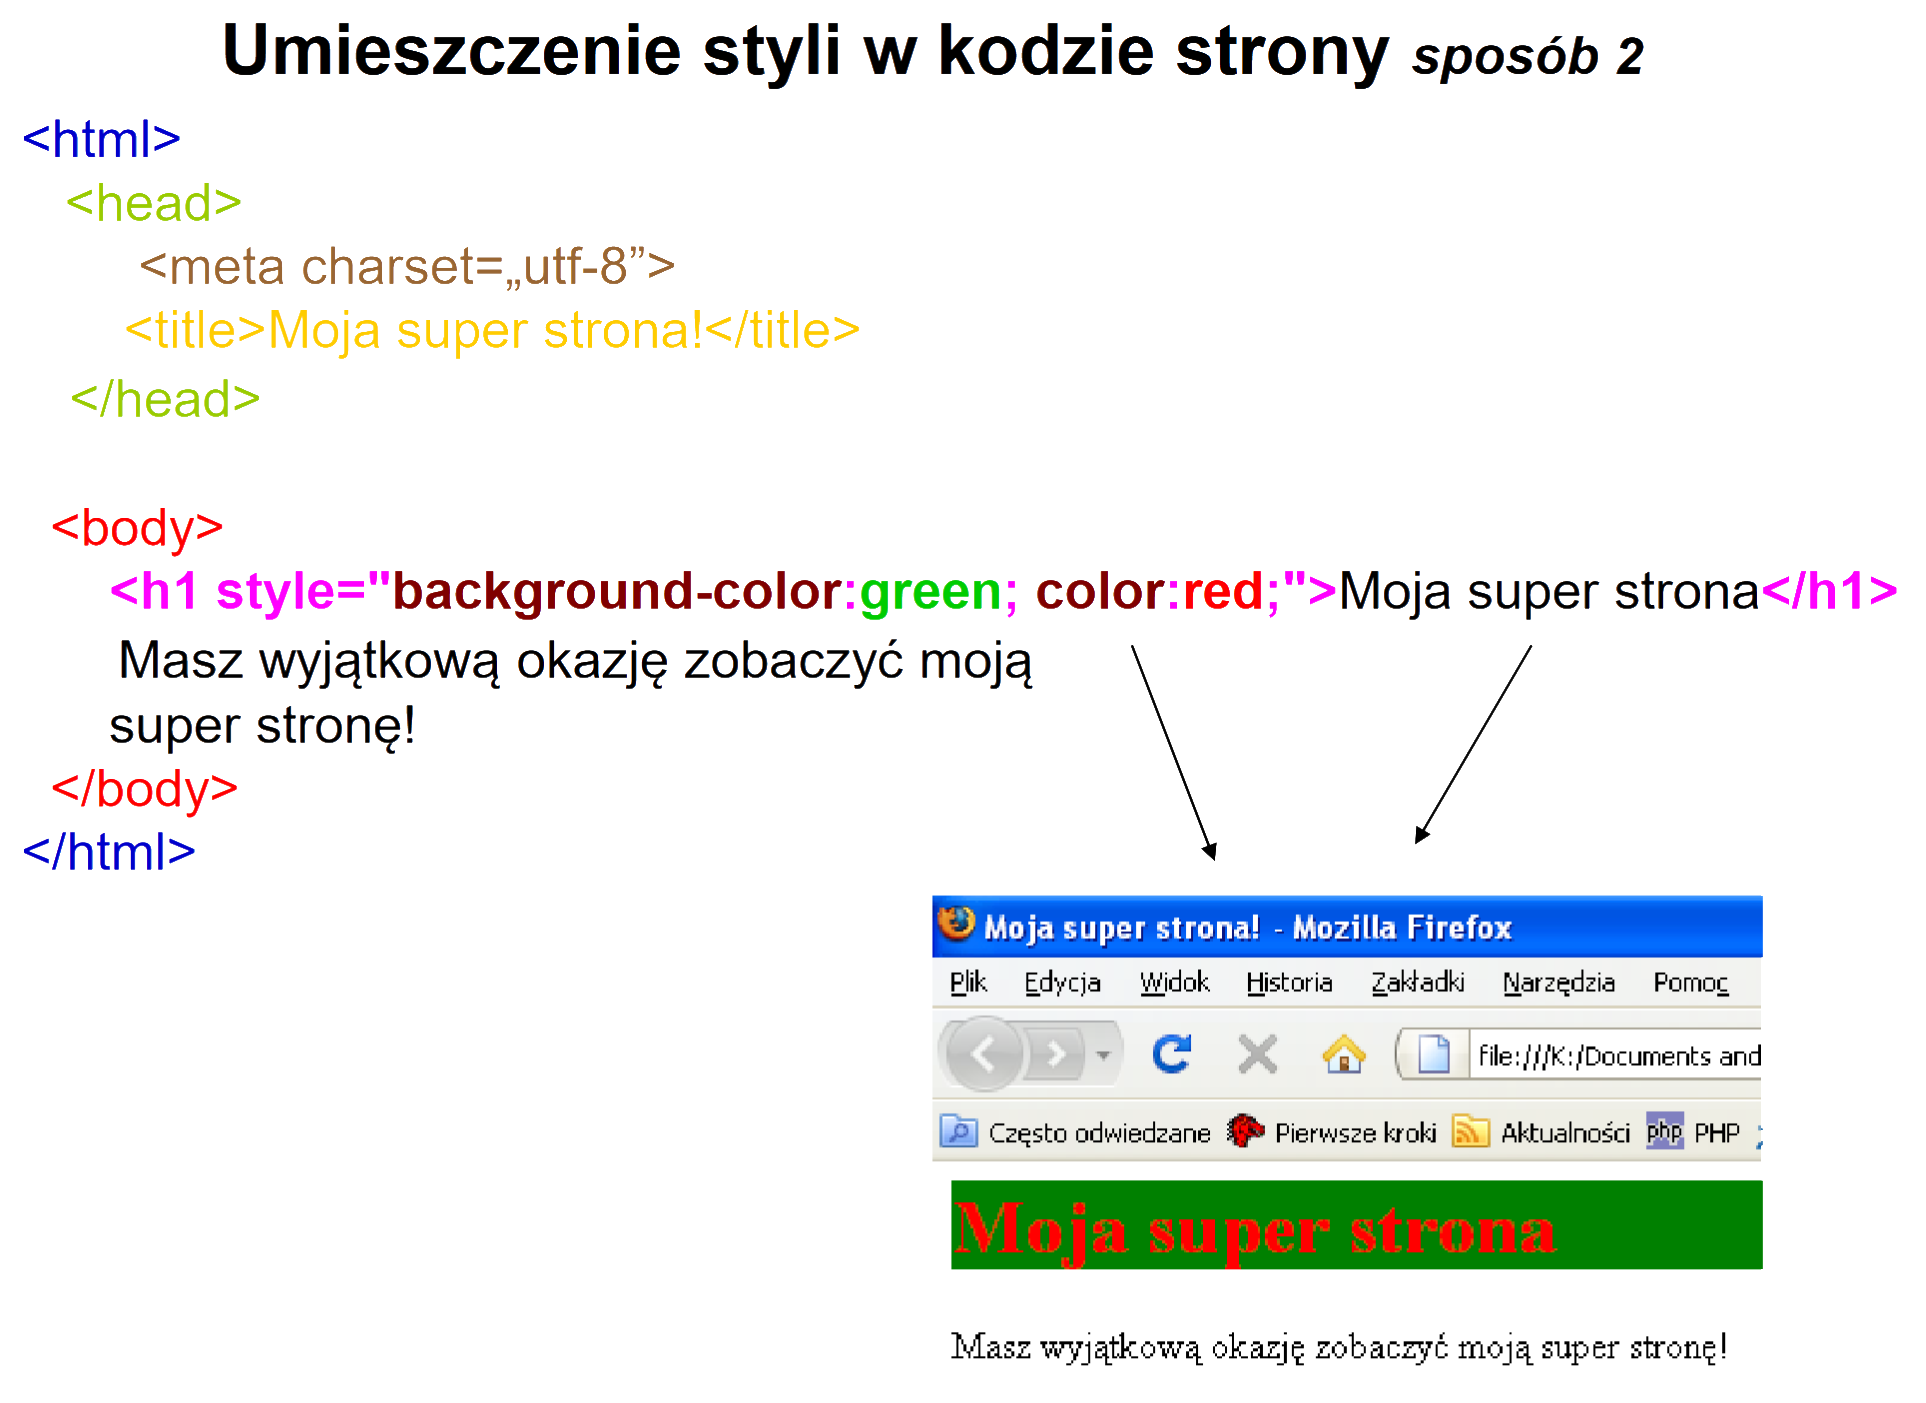 Umieszczenie styli w kodzie strony sposób 2
<html>
<head>
<meta charset=„utf-8”>
<title>Moja super strona!</title>
</head>
<body>
<h1 style="background-color:green; color:red;">Moja super strona</h1>
Masz wyjątkową okazję zobaczyć moją
super stronę!
</body>
</html>
Moja super strona! - Mozilla Firefox
Plik Edycja Widok Historia Zakładki Narzędzia Pomoc
file:///K:/Documents and
Często odwiedzane Pierwsze kroki Aktualności php PHP
Moja super strona
Masz wyjątkową okazję zobaczyć moją super stronę!